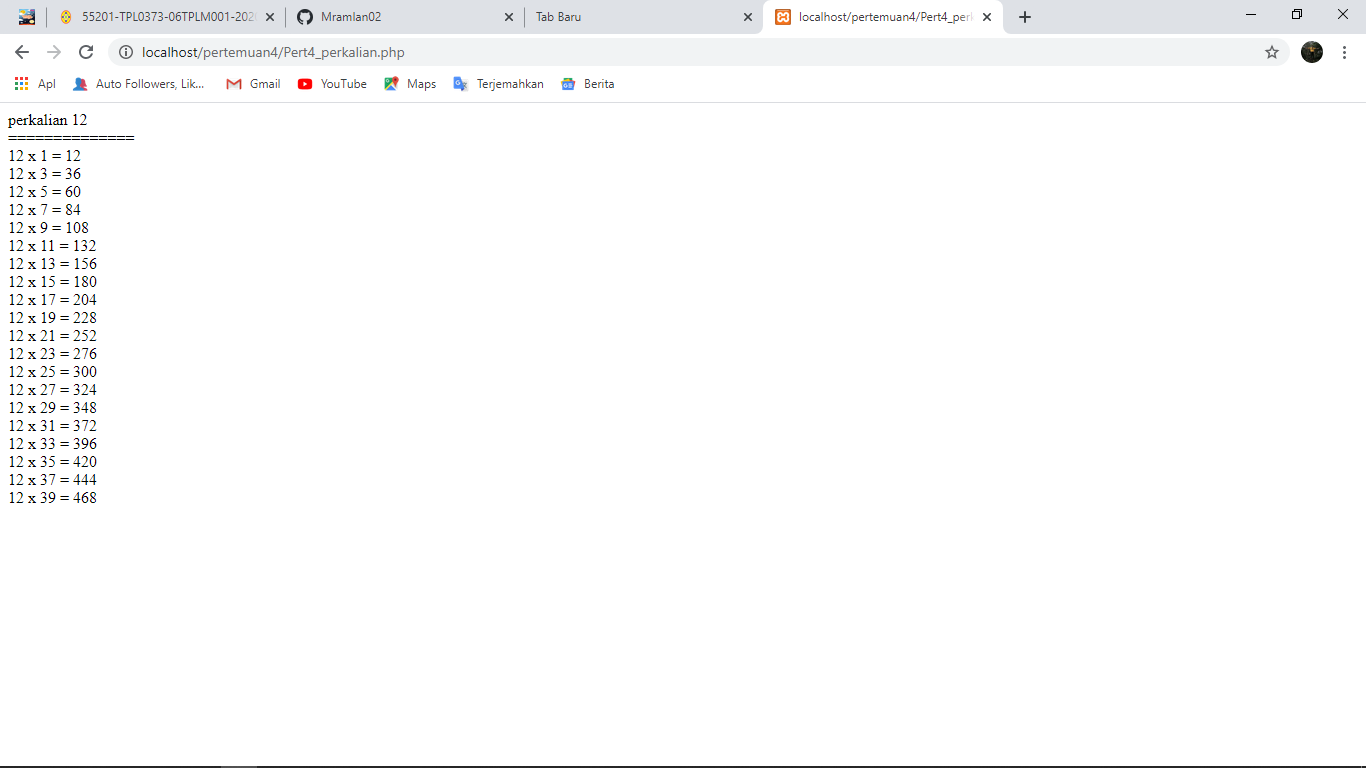 55201-TPL0373-06TPLM001-202
Mramlan02
Tab Baru
localhost/pertemuan4/Pert4_perk
localhost/pertemuan4/Pert4_perkalian.php
Apl
Auto Followers, Lik...
Gmail
YouTube
Maps
Terjemahkan
Berita
perkalian 12
==============
12 x 1 = 12
12 x 3 = 36
12 x 5 = 60
12 x 7 = 84
12 x 9 = 108
12 x 11 = 132
12 x 13 = 156
12 x 15 = 180
12 x 17 = 204
12 x 19 = 228
12 x 21 = 252
12 x 23 = 276
12 x 25 = 300
12 x 27 = 324
12 x 29 = 348
12 x 31 = 372
12 x 33 = 396
12 x 35 = 420
12 x 37 = 444
12 x 39 = 468